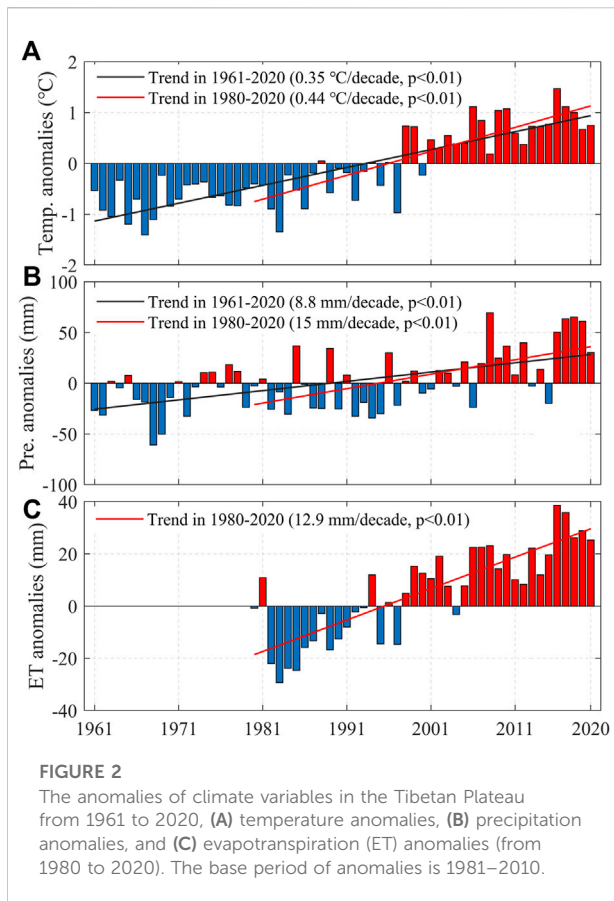 A
Temp. anomalies (°C)
2
1
0
-1
-2
Trend in 1961-2020 (0.35 °C/decade, p<0.01)
Trend in 1980-2020 (0.44 °C/decade, p<0.01)
B
Pre. anomalies (mm)
100
50
0
-50
-100
Trend in 1961-2020 (8.8 mm/decade, p<0.01)
Trend in 1980-2020 (15 mm/decade, p<0.01)
C
ET anomalies (mm)
40
20
0
-20
-40
Trend in 1980-2020 (12.9 mm/decade, p<0.01)
1961 1971 1981 1991 2001 2011 2020
FIGURE 2
The anomalies of climate variables in the Tibetan Plateau
from 1961 to 2020, (A) temperature anomalies, (B) precipitation
anomalies, and (C) evapotranspiration (ET) anomalies (from
1980 to 2020). The base period of anomalies is 1981–2010.